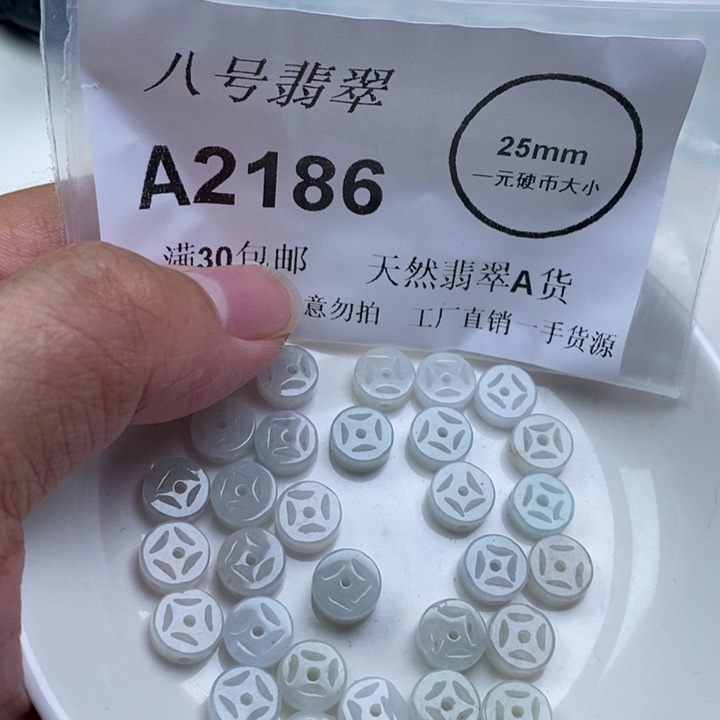 八号翡翠
25mm
一元硬币大小
A2186
满30包邮 天然翡翠A货
意勿拍 工厂直销一手货源